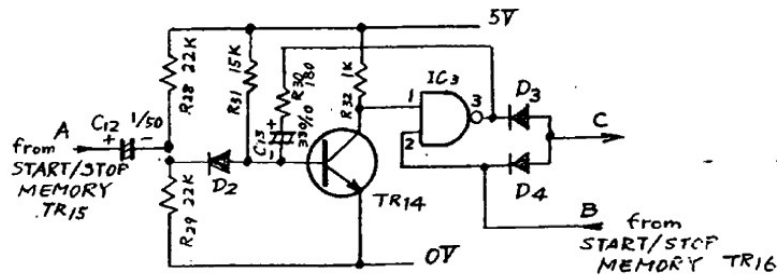 5V
R28 22K
R31 15K
R30 180
C13 330/10
R32 1K
IC3
1
2
3
D3
C
A
C12 1/50
+
-
from
START/STOP
MEMORY
TR15
D2
+
-
TR14
D4
R29 22K
B
from
START/STOP
MEMORY TR16
0V